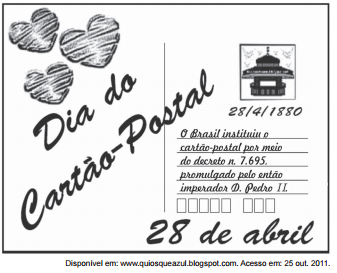 Dia do
Cartão-Postal
28/4/1880
O Brasil instituiu o
cartão-postal por meio
do decreto n. 7.695,
promulgado pelo então
imperador D. Pedro II.
28 de abril
Disponível em: www.quiosqueazul.blogspot.com. Acesso em: 25 out. 2011.